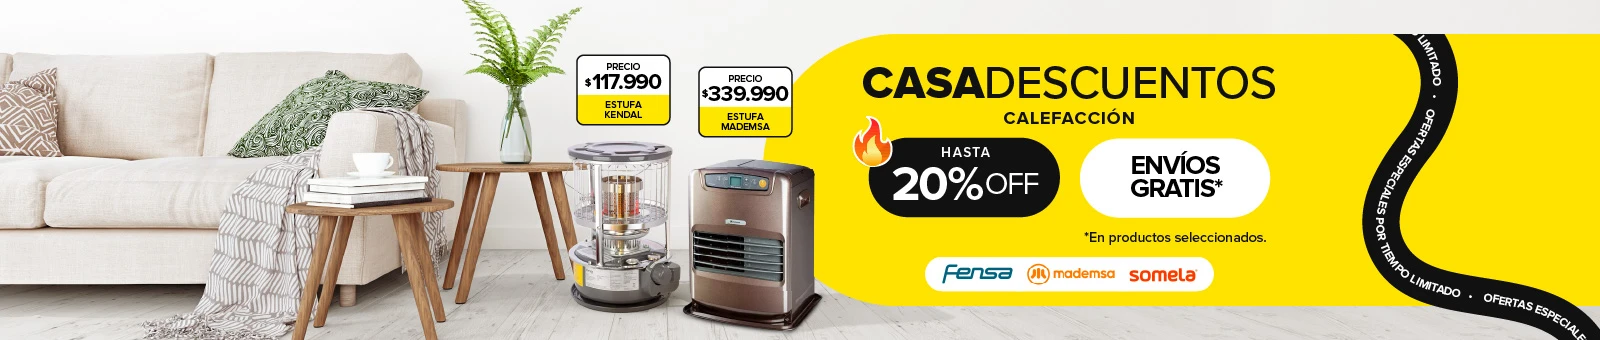 PRECIO
$117.990
ESTUFA
KENDAL
PRECIO
$339.990
ESTUFA
MADEMSA
CASADESCUENTOS
CALEFACCIÓN
HASTA
20%OFF
ENVÍOS
GRATIS*
*En productos seleccionados.
Fensa
mademsa
somela
LIMITADO • OFERTAS ESPECIALES POR TIEMPO LIMITADO • OFERTAS ESPECIALE